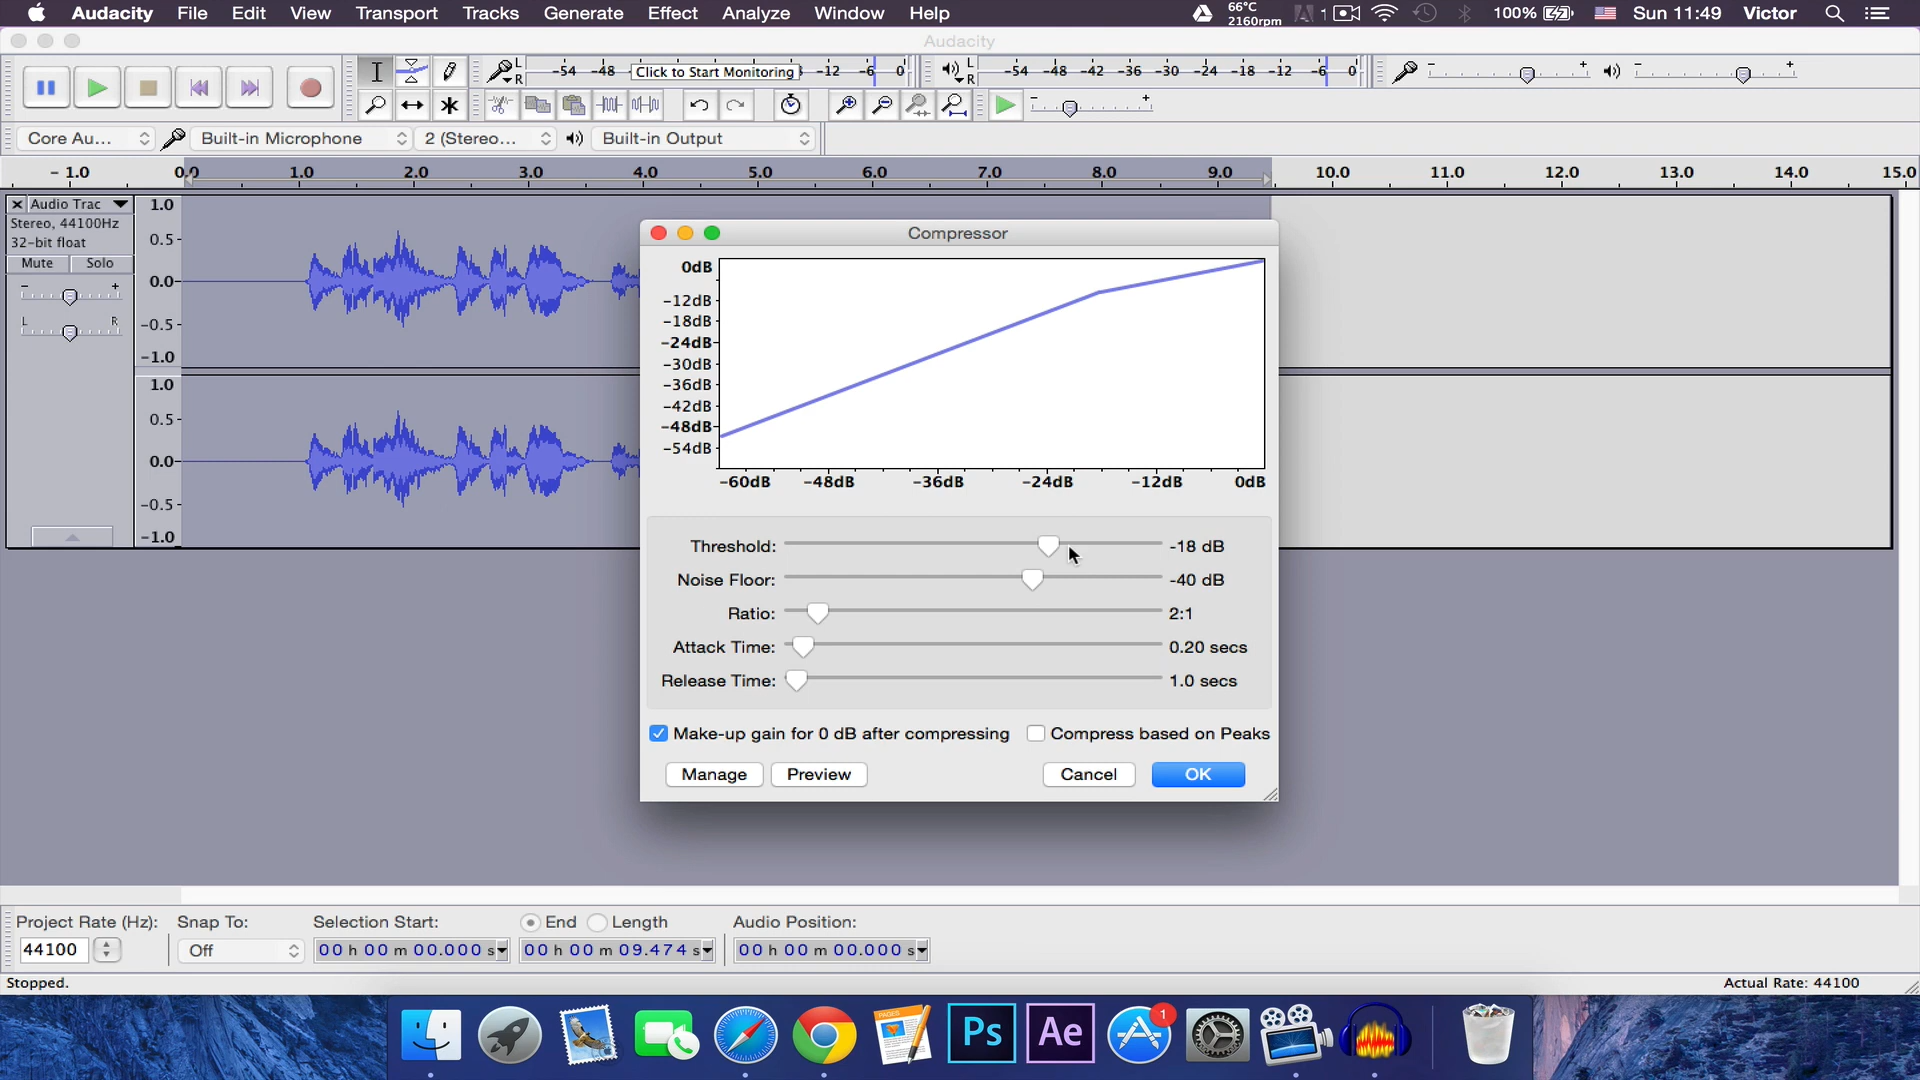 Audacity File Edit View Transport Tracks Generate Effect Analyze Window Help 66°C 2160rpm 1 100% Sun 11:49 Victor
Audacity
L R -54 -48 Click to Start Monitoring -12 -6 0 L R -54 -48 -42 -36 -30 -24 -18 -12 -6 0
Core Au... Built-in Microphone 2 (Stereo... Built-in Output
- 1.0 0.0 1.0 2.0 3.0 4.0 5.0 6.0 7.0 8.0 9.0 10.0 11.0 12.0 13.0 14.0 15.0
Audio Trac
Stereo, 44100Hz
32-bit float
Mute Solo
- +
L R
1.0
0.5
0.0
-0.5
-1.0
1.0
0.5
0.0
-0.5
-1.0
Compressor
0dB
-12dB
-18dB
-24dB
-30dB
-36dB
-42dB
-48dB
-54dB
-60dB -48dB -36dB -24dB -12dB 0dB
Threshold: -18 dB
Noise Floor: -40 dB
Ratio: 2:1
Attack Time: 0.20 secs
Release Time: 1.0 secs
Make-up gain for 0 dB after compressing Compress based on Peaks
Manage Preview Cancel OK
Project Rate (Hz): Snap To: Selection Start: End Length Audio Position:
44100 Off 00 h 00 m 00.000 s 00 h 00 m 09.474 s 00 h 00 m 00.000 s
Stopped. Actual Rate: 44100
PAGES Ps Ae 1